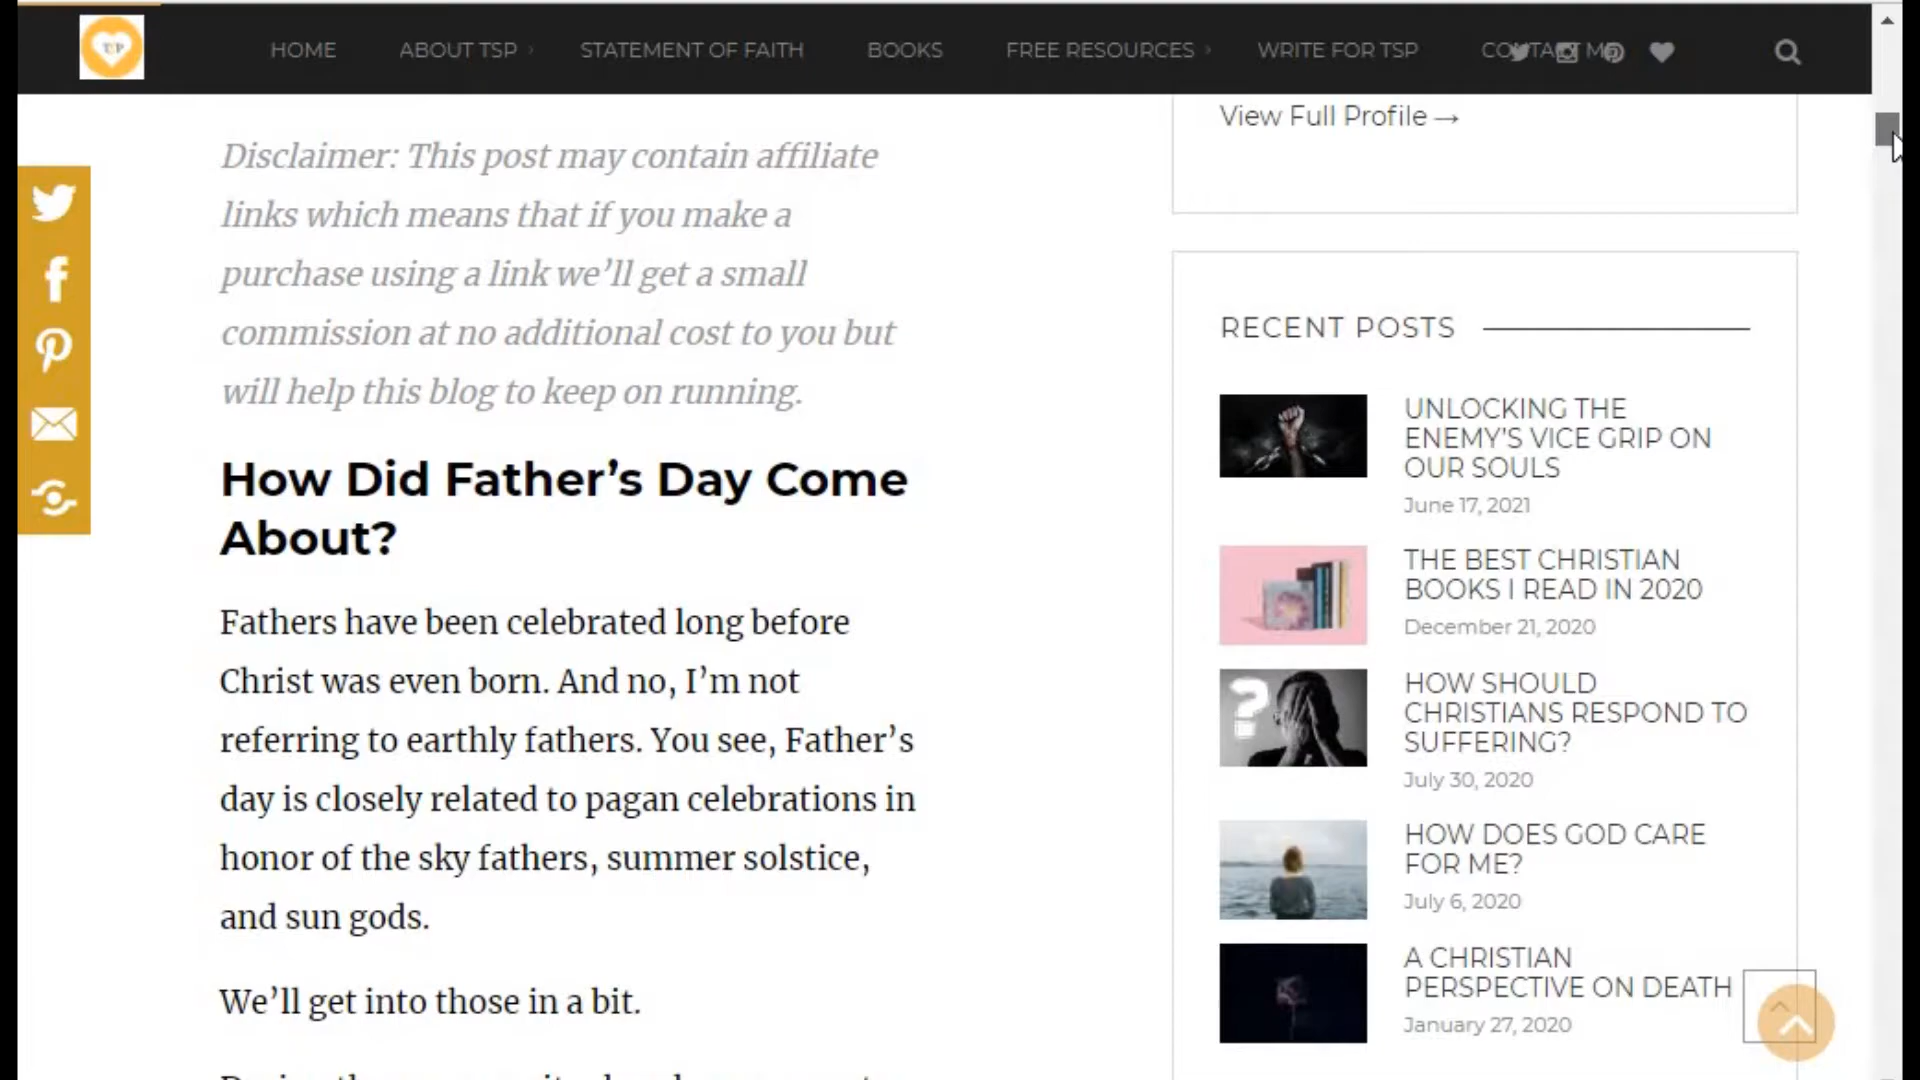 TSP
HOME
ABOUT TSP
STATEMENT OF FAITH
BOOKS
FREE RESOURCES
WRITE FOR TSP
CONTACT ME
View Full Profile →
Disclaimer: This post may contain affiliate
links which means that if you make a
purchase using a link we’ll get a small
commission at no additional cost to you but
will help this blog to keep on running.
How Did Father’s Day Come
About?
Fathers have been celebrated long before
Christ was even born. And no, I’m not
referring to earthly fathers. You see, Father’s
day is closely related to pagan celebrations in
honor of the sky fathers, summer solstice,
and sun gods.
We’ll get into those in a bit.
RECENT POSTS
UNLOCKING THE
ENEMY’S VICE GRIP ON
OUR SOULS
June 17, 2021
THE BEST CHRISTIAN
BOOKS I READ IN 2020
December 21, 2020
HOW SHOULD
CHRISTIANS RESPOND TO
SUFFERING?
July 30, 2020
HOW DOES GOD CARE
FOR ME?
July 6, 2020
A CHRISTIAN
PERSPECTIVE ON DEATH
January 27, 2020